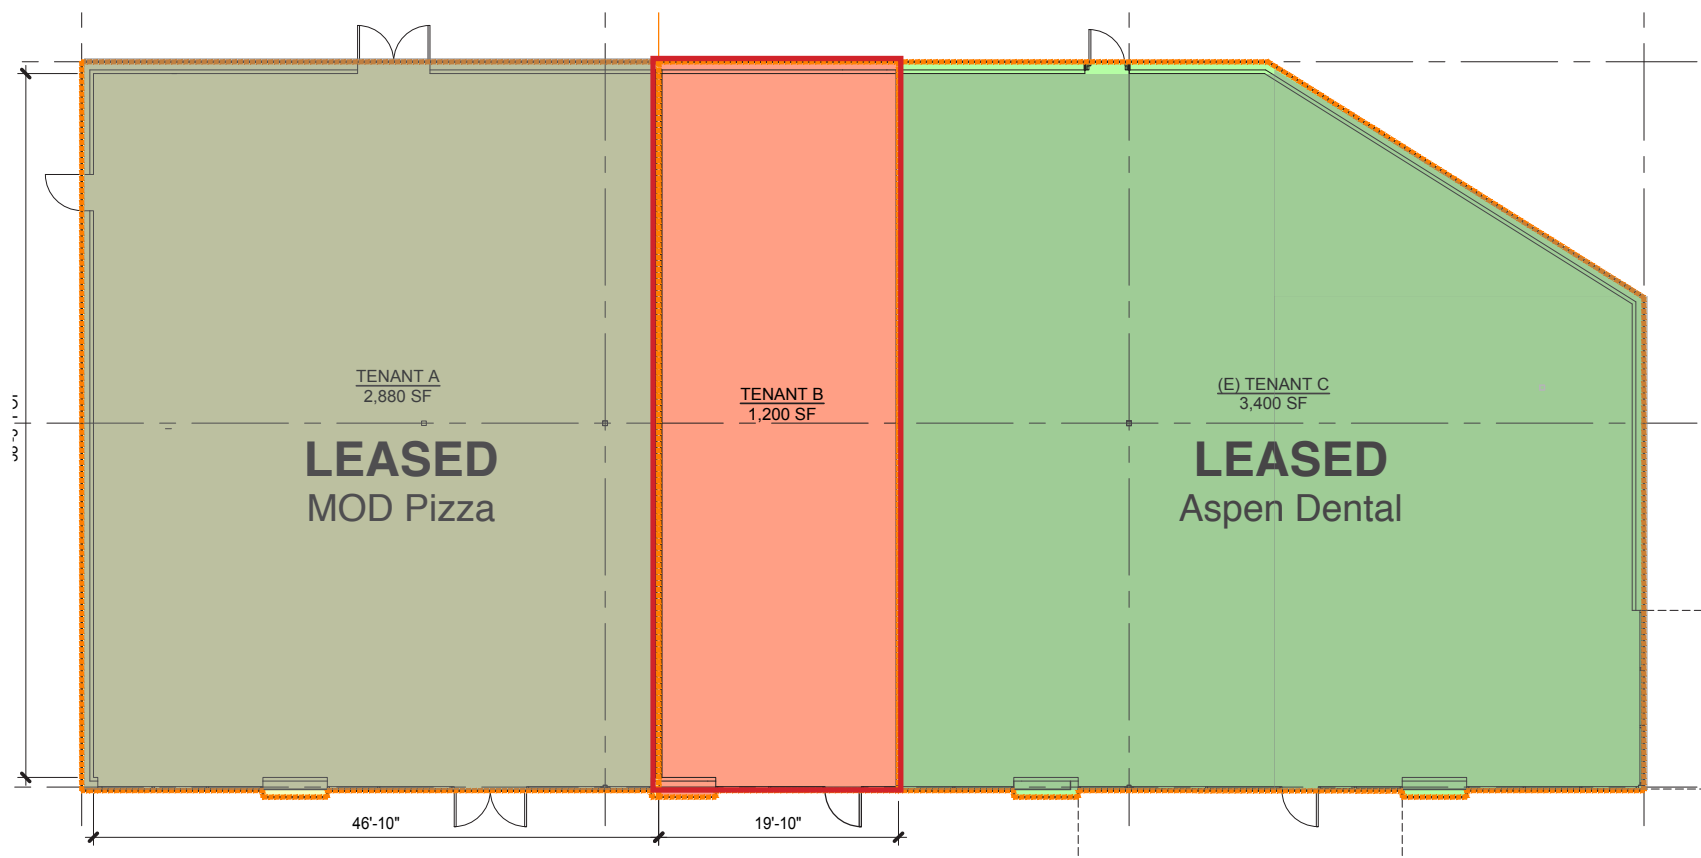 TENANT A
2,880 SF
LEASED
MOD Pizza
TENANT B
1,200 SF
(E) TENANT C
3,400 SF
LEASED
Aspen Dental
46'-10"
19'-10"